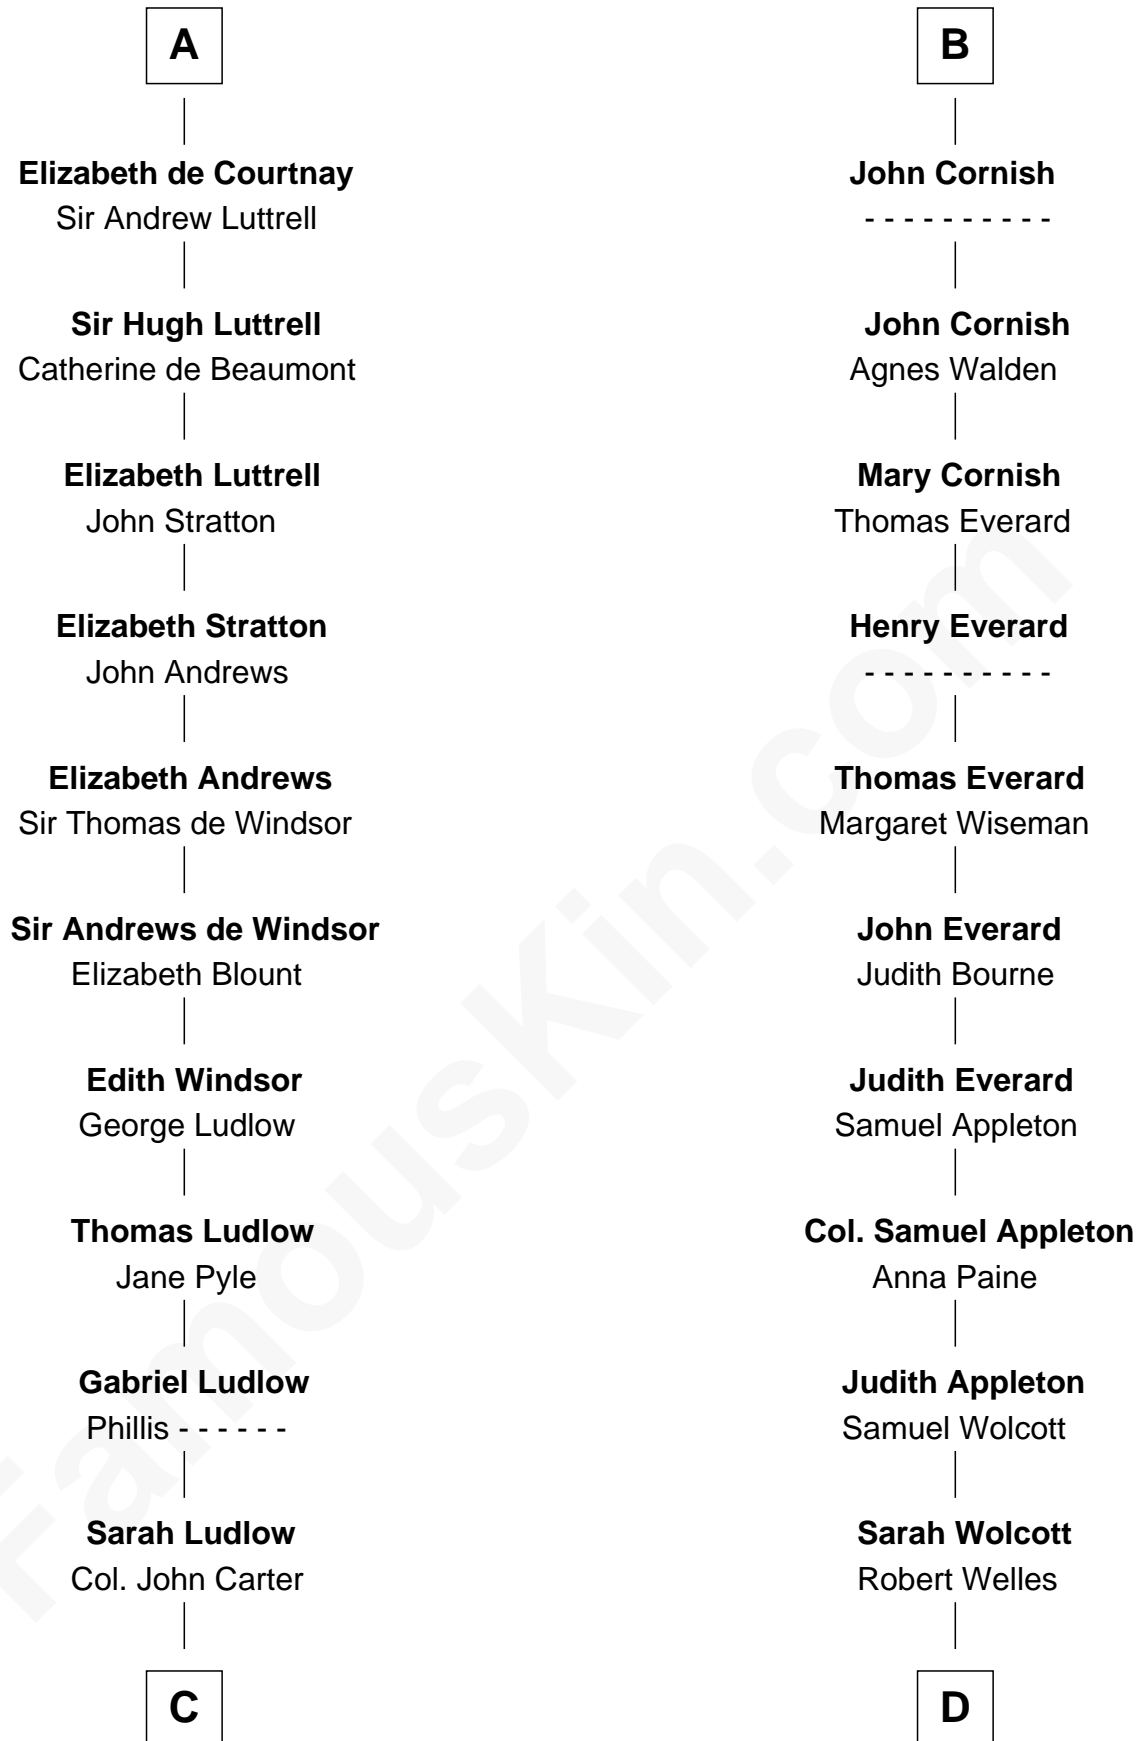 A
Elizabeth de Courtnay
Sir Andrew Luttrell
Sir Hugh Luttrell
Catherine de Beaumont
Elizabeth Luttrell
John Stratton
Elizabeth Stratton
John Andrews
Elizabeth Andrews
Sir Thomas de Windsor
Sir Andrews de Windsor
Elizabeth Blount
Edith Windsor
George Ludlow
Thomas Ludlow
Jane Pyle
Gabriel Ludlow
Phillis - - - - - -
Sarah Ludlow
Col. John Carter
C
B
John Cornish
- - - - - - - - - -
John Cornish
Agnes Walden
Mary Cornish
Thomas Everard
Henry Everard
- - - - - - - - - -
Thomas Everard
Margaret Wiseman
John Everard
Judith Bourne
Judith Everard
Samuel Appleton
Col. Samuel Appleton
Anna Paine
Judith Appleton
Samuel Wolcott
Sarah Wolcott
Robert Welles
D
FamousKin.com